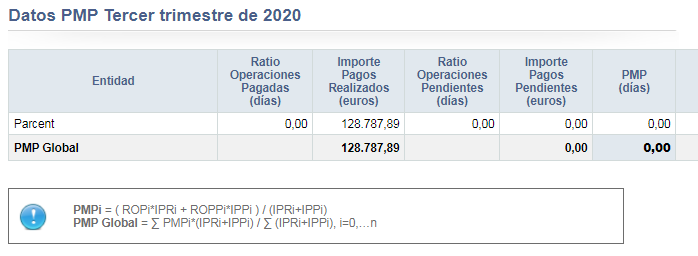 Datos PMP Tercer trimestre de 2020
Entidad Ratio Operaciones Pagadas (días) Importe Pagos Realizados (euros) Ratio Operaciones Pendientes (días) Importe Pagos Pendientes (euros) PMP (días)
Parcent 0,00 128.787,89 0,00 0,00 0,00
PMP Global 128.787,89 0,00 0,00
PMPi = ( ROPi*IPRi + ROPPi*IPPi ) / (IPRi+IPPi)
PMP Global = ∑ PMPi*(IPRi+IPPi) / ∑ (IPRi+IPPi), i=0,...n